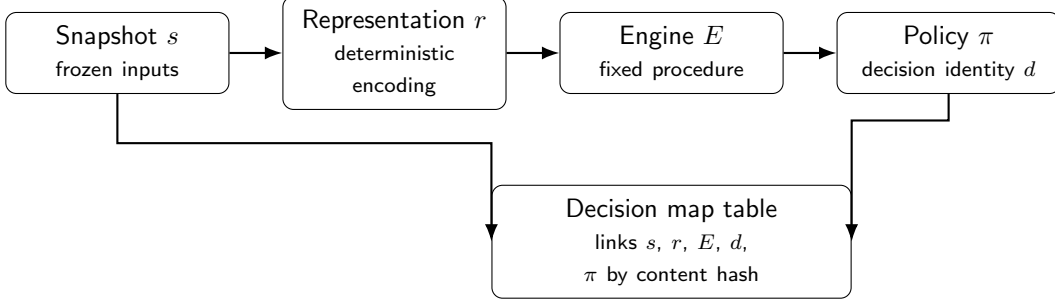 Snapshot s
frozen inputs
Representation r
deterministic
encoding
Engine E
fixed procedure
Policy π
decision identity d
Decision map table
links s, r, E, d,
π by content hash